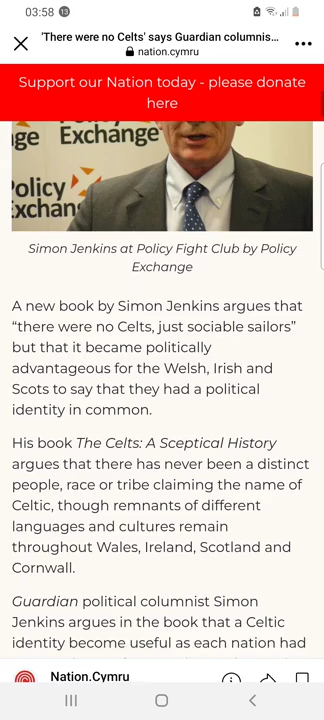 03:58 13
'There were no Celts' says Guardian columnis...
nation.cymru
Support our Nation today - please donate
here
ge Exchange
Policy
Exchan
Policy
Exchange
Simon Jenkins at Policy Fight Club by Policy
Exchange
A new book by Simon Jenkins argues that
“there were no Celts, just sociable sailors”
but that it became politically
advantageous for the Welsh, Irish and
Scots to say that they had a political
identity in common.
His book The Celts: A Sceptical History
argues that there has never been a distinct
people, race or tribe claiming the name of
Celtic, though remnants of different
languages and cultures remain
throughout Wales, Ireland, Scotland and
Cornwall.
Guardian political columnist Simon
Jenkins argues in the book that a Celtic
identity become useful as each nation had
Nation.Cymru